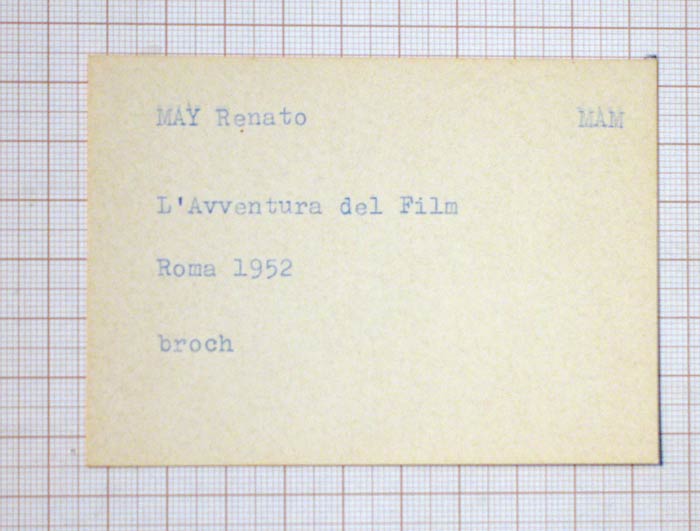 MAY Renato MAM
L'Avventura del Film
Roma 1952
broch